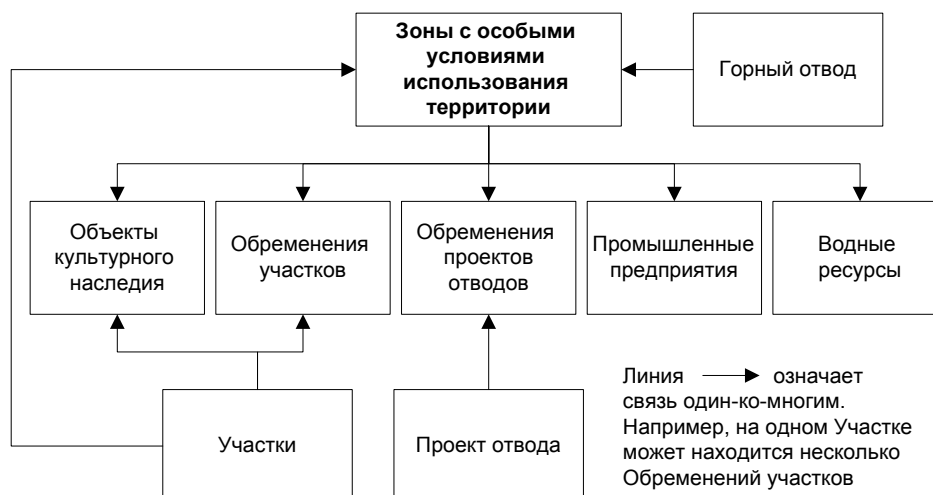 Зоны с особыми
условиями
использования
территории
Горный отвод
Объекты
культурного
наследия
Обременения
участков
Обременения
проектов
отводов
Промышленные
предприятия
Водные
ресурсы
Участки
Проект отвода
Линия означает
связь один-ко-многим.
Например, на одном Участке
может находится несколько
Обременений участков